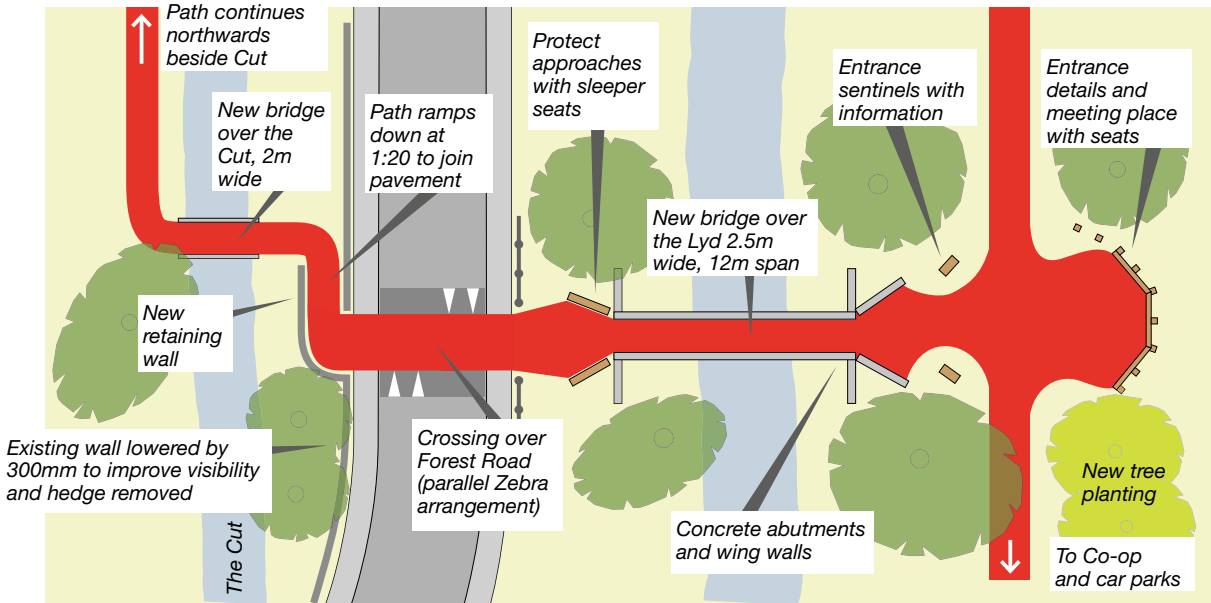 Path continues
northwards
beside Cut
New bridge
over the
Cut, 2m
wide
Path ramps
down at
1:20 to join
pavement
Protect
approaches
with sleeper
seats
Entrance
sentinels with
information
Entrance
details and
meeting place
with seats
New bridge over
the Lyd 2.5m
wide, 12m span
New
retaining
wall
Existing wall lowered by
300mm to improve visibility
and hedge removed
The Cut
Crossing over
Forest Road
(parallel Zebra
arrangement)
Concrete abutments
and wing walls
New tree
planting
To Co-op
and car parks